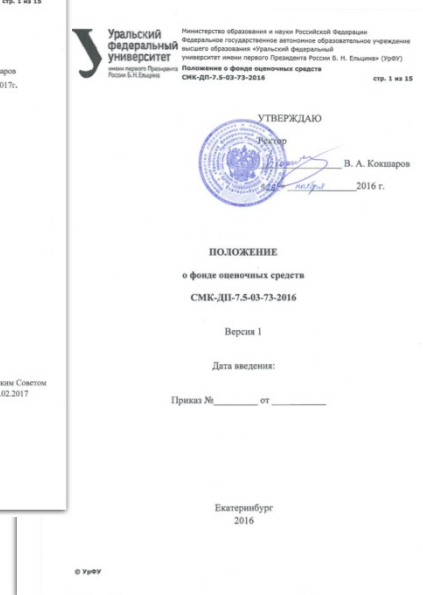 стр. 1 из 15
аров
017г.
ким Советом
.02.2017
Уральский
федеральный
университет
имени первого Президента
России Б.Н.Ельцина
Министерство образования и науки Российской Федерации
Федеральное государственное автономное образовательное учреждение
высшего образования «Уральский федеральный
университет имени первого Президента России Б. Н. Ельцина» (УрФУ)
Положение о фонде оценочных средств
СМК-ДП-7.5-03-73-2016 стр. 1 из 15
УТВЕРЖДАЮ
Ректор
В. А. Кокшаров
ноября 2016 г.
ПОЛОЖЕНИЕ
о фонде оценочных средств
СМК-ДП-7.5-03-73-2016
Версия 1
Дата введения:
Приказ №_________ от ___________
Екатеринбург
2016
© УрФУ